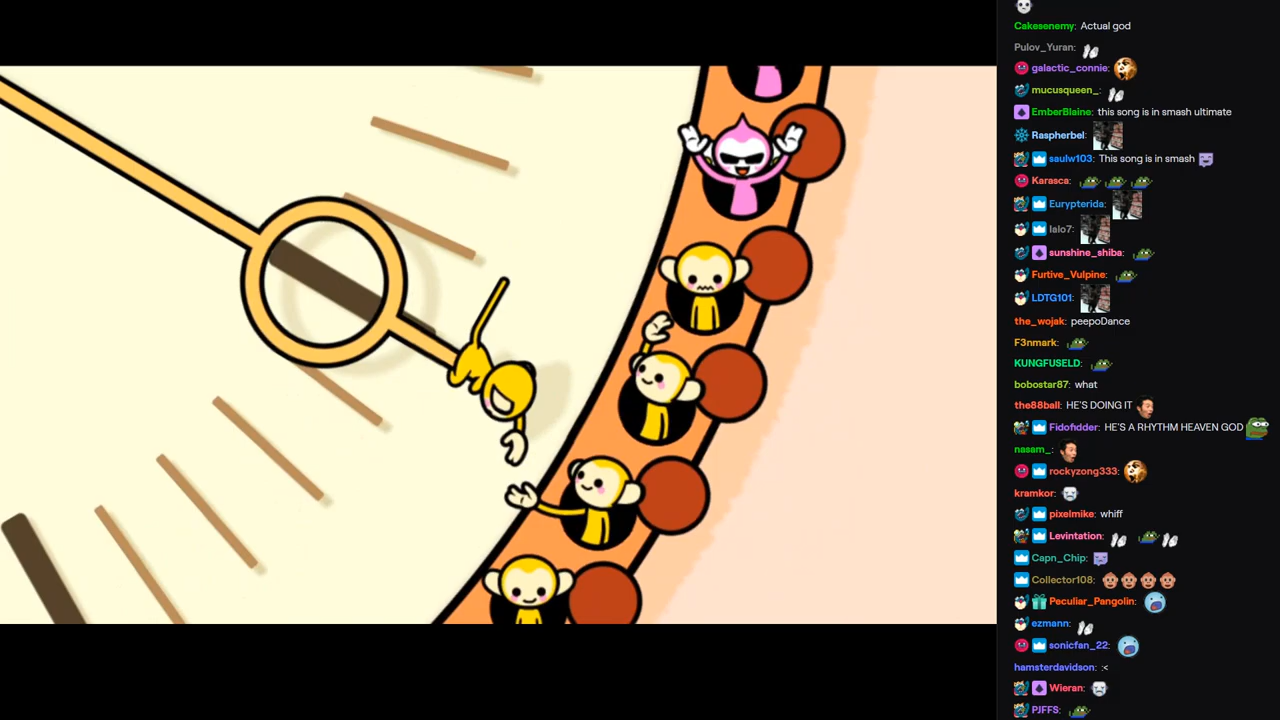 Cakesenemy: Actual god
Pulov_Yuran:
galactic_connie:
mucusqueen_:
EmberBlaine: this song is in smash ultimate
Raspherbel:
saulw103: This song is in smash
Karasca:
Eurypterida:
lalo7:
sunshine_shiba:
Furtive_Vulpine:
LDTG101:
the_wojak: peepoDance
F3nmark:
KUNGFUSELD:
bobostar87: what
the88ball: HE'S DOING IT
Fidofidder: HE'S A RHYTHM HEAVEN GOD
nasam_:
rockyzong333:
kramkor:
pixelmike: whiff
Levintation:
Capn_Chip:
Collector108:
Peculiar_Pangolin:
ezmann:
sonicfan_22:
hamsterdavidson: :<
Wieran:
PJFFS: